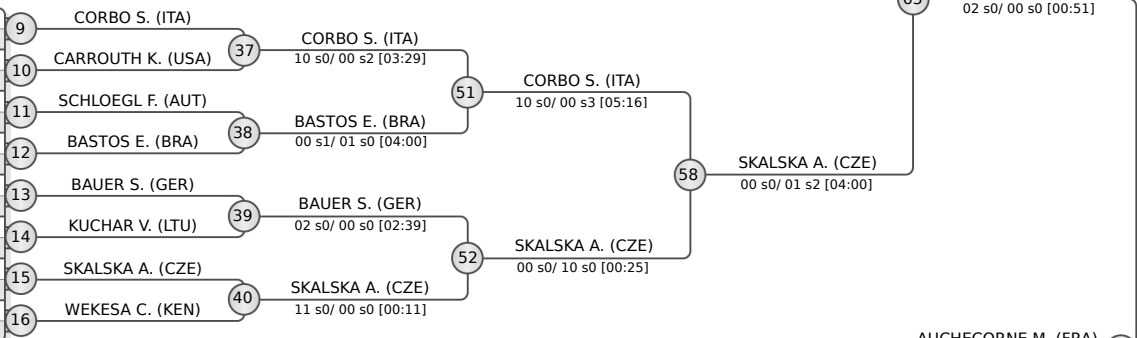 02 s0/ 00 s0 [00:51]
9
CORBO S. (ITA)
10
CARROUTH K. (USA)
37
CORBO S. (ITA)
10 s0/ 00 s2 [03:29]
11
SCHLOEGL F. (AUT)
12
BASTOS E. (BRA)
38
BASTOS E. (BRA)
00 s1/ 01 s0 [04:00]
51
CORBO S. (ITA)
10 s0/ 00 s3 [05:16]
13
BAUER S. (GER)
14
KUCHAR V. (LTU)
39
BAUER S. (GER)
02 s0/ 00 s0 [02:39]
15
SKALSKA A. (CZE)
16
WEKESA C. (KEN)
40
SKALSKA A. (CZE)
11 s0/ 00 s0 [00:11]
52
SKALSKA A. (CZE)
00 s0/ 10 s0 [00:25]
58
SKALSKA A. (CZE)
00 s0/ 01 s2 [04:00]
AUCHECORNE M. (FRA)